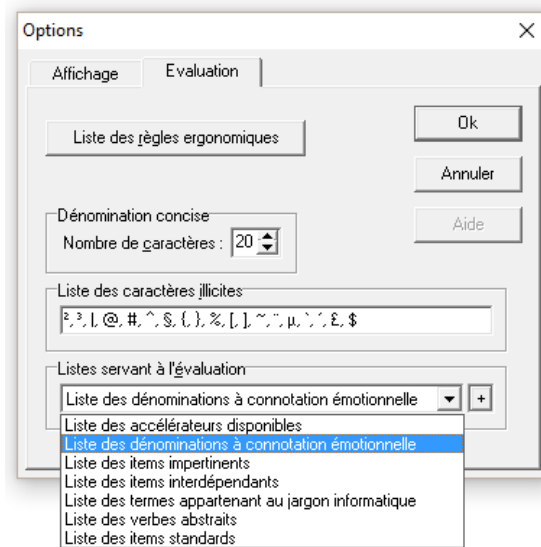 Options
Affichage Evaluation
Liste des règles ergonomiques
Ok
Annuler
Aide
Dénomination concise
Nombre de caractères : 20
Liste des caractères illicites
², ³, |, @, #, ^, §, {, }, %, [, ], ~, ¨, µ, `, ´, £, $
Listes servant à l'évaluation
Liste des dénominations à connotation émotionnelle +
Liste des accélérateurs disponibles
Liste des dénominations à connotation émotionnelle
Liste des items impertinents
Liste des items interdépendants
Liste des termes appartenant au jargon informatique
Liste des verbes abstraits
Liste des items standards